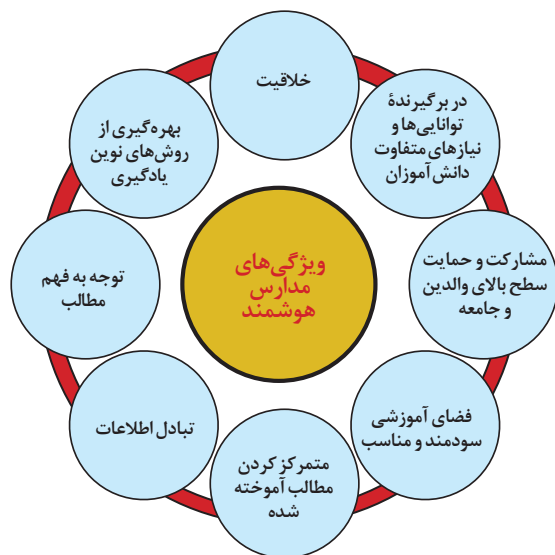 ویژگی‌های
مدارس
هوشمند
خلاقیت
در برگیرندۀ
توانایی‌ها و
نیازهای متفاوت
دانش‌آموزان
مشارکت و حمایت
سطح بالای والدین
و جامعه
فضای آموزشی
سودمند و مناسب
متمرکز کردن
مطالب آموخته
شده
تبادل اطلاعات
توجه به فهم
مطالب
بهره‌گیری از
روش‌های نوین
یادگیری